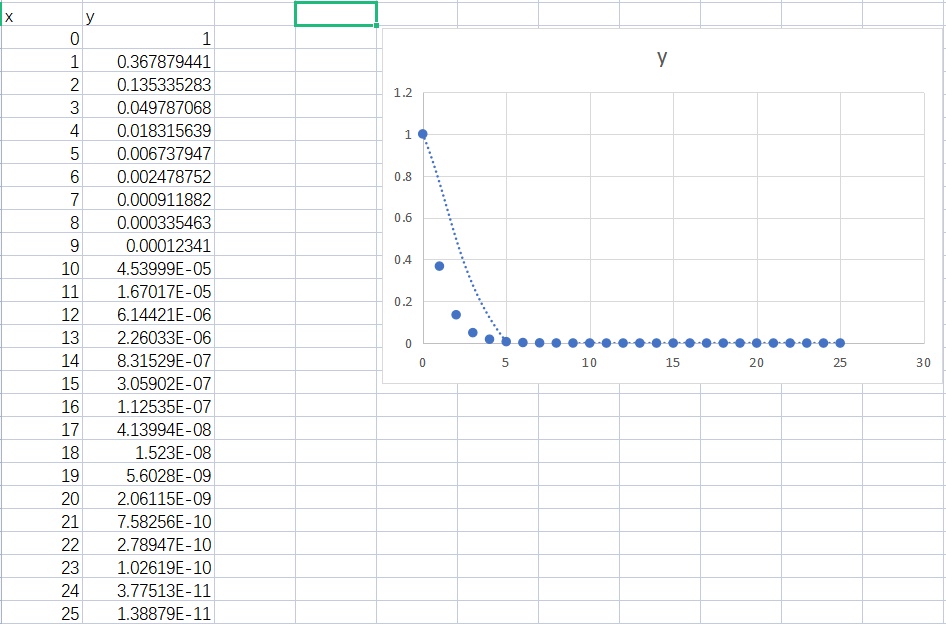 x y
0 1
1 0.367879441
2 0.135335283
3 0.049787068
4 0.018315639
5 0.006737947
6 0.002478752
7 0.000911882
8 0.000335463
9 0.00012341
10 4.53999E-05
11 1.67017E-05
12 6.14421E-06
13 2.26033E-06
14 8.31529E-07
15 3.05902E-07
16 1.12535E-07
17 4.13994E-08
18 1.523E-08
19 5.6028E-09
20 2.06115E-09
21 7.58256E-10
22 2.78947E-10
23 1.02619E-10
24 3.77513E-11
25 1.38879E-11
y
1.2
1
0.8
0.6
0.4
0.2
0
0 5 10 15 20 25 30